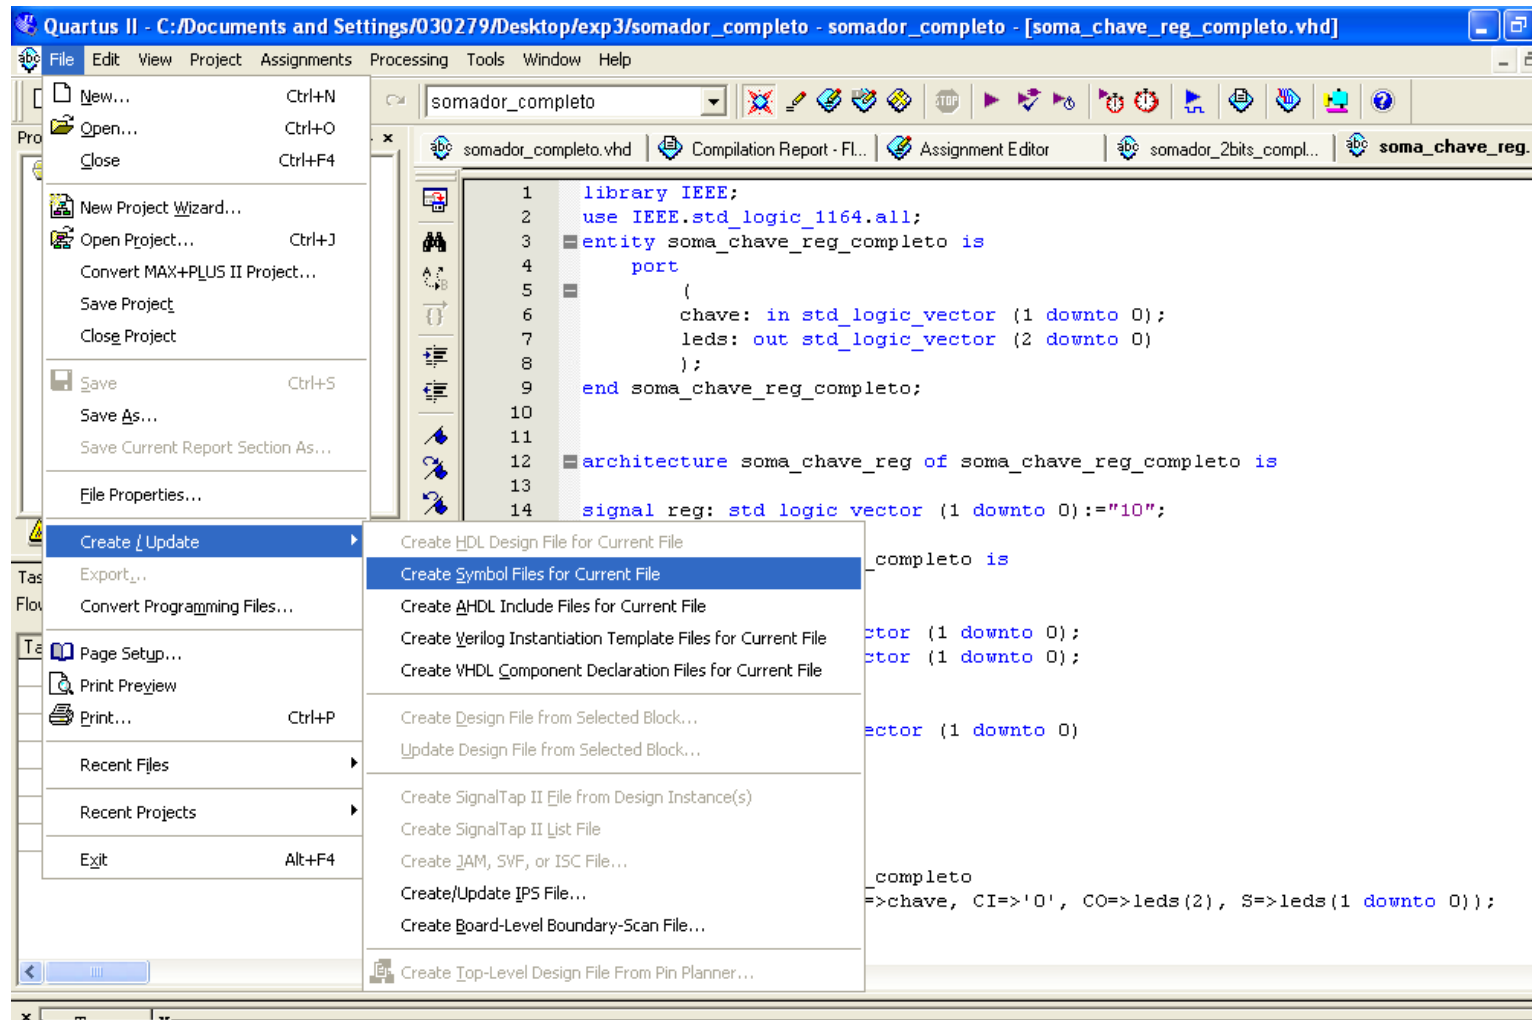 Quartus II - C:/Documents and Settings/030279/Desktop/exp3/somador_completo - somador_completo - [soma_chave_reg_completo.vhd]
File Edit View Project Assignments Processing Tools Window Help
somador_completo
STOP
New... Ctrl+N
Open... Ctrl+O
Close Ctrl+F4
New Project Wizard...
Open Project... Ctrl+J
Convert MAX+PLUS II Project...
Save Project
Close Project
Save Ctrl+S
Save As...
Save Current Report Section As...
File Properties...
Create / Update
Export...
Convert Programming Files...
Page Setup...
Print Preview
Print... Ctrl+P
Recent Files
Recent Projects
Exit Alt+F4
Create HDL Design File for Current File
Create Symbol Files for Current File
Create AHDL Include Files for Current File
Create Verilog Instantiation Template Files for Current File
Create VHDL Component Declaration Files for Current File
Create Design File from Selected Block...
Update Design File from Selected Block...
Create SignalTap II File from Design Instance(s)
Create SignalTap II List File
Create JAM, SVF, or ISC File...
Create/Update IPS File...
Create Board-Level Boundary-Scan File...
Create Top-Level Design File From Pin Planner...
somador_completo.vhd Compilation Report - Fl... Assignment Editor somador_2bits_compl... soma_chave_reg.
1 library IEEE;
2 use IEEE.std_logic_1164.all;
3 entity soma_chave_reg_completo is
4 port
5 (
6 chave: in std_logic_vector (1 downto 0);
7 leds: out std_logic_vector (2 downto 0)
8 );
9 end soma_chave_reg_completo;
10
11
12 architecture soma_chave_reg of soma_chave_reg_completo is
13
14 signal reg: std_logic_vector (1 downto 0):="10";
_completo is
ctor (1 downto 0);
ctor (1 downto 0);
ector (1 downto 0)
_completo
=>chave, CI=>'0', CO=>leds(2), S=>leds(1 downto 0));